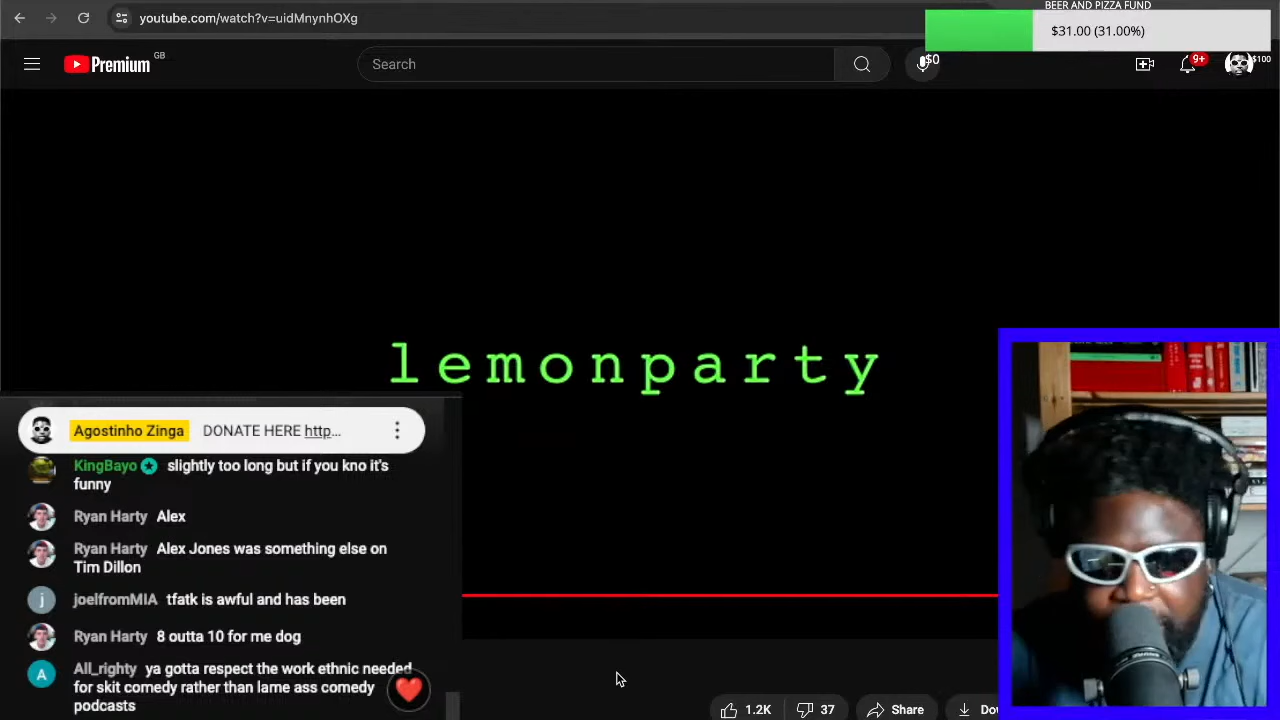 BEER AND PIZZA FUND
youtube.com/watch?v=uidMnynhOXg
$31.00 (31.00%)
$0
$100
Premium
GB
Search
9+
lemonparty
Agostinho Zinga DONATE HERE http...
KingBayo slightly too long but if you kno it's
funny
Ryan Harty Alex
Ryan Harty Alex Jones was something else on
Tim Dillon
j
joelfromMIA tfatk is awful and has been
Ryan Harty 8 outta 10 for me dog
A
All_righty ya gotta respect the work ethnic needed
for skit comedy rather than lame ass comedy
podcasts
1.2K
37
Share
Dow